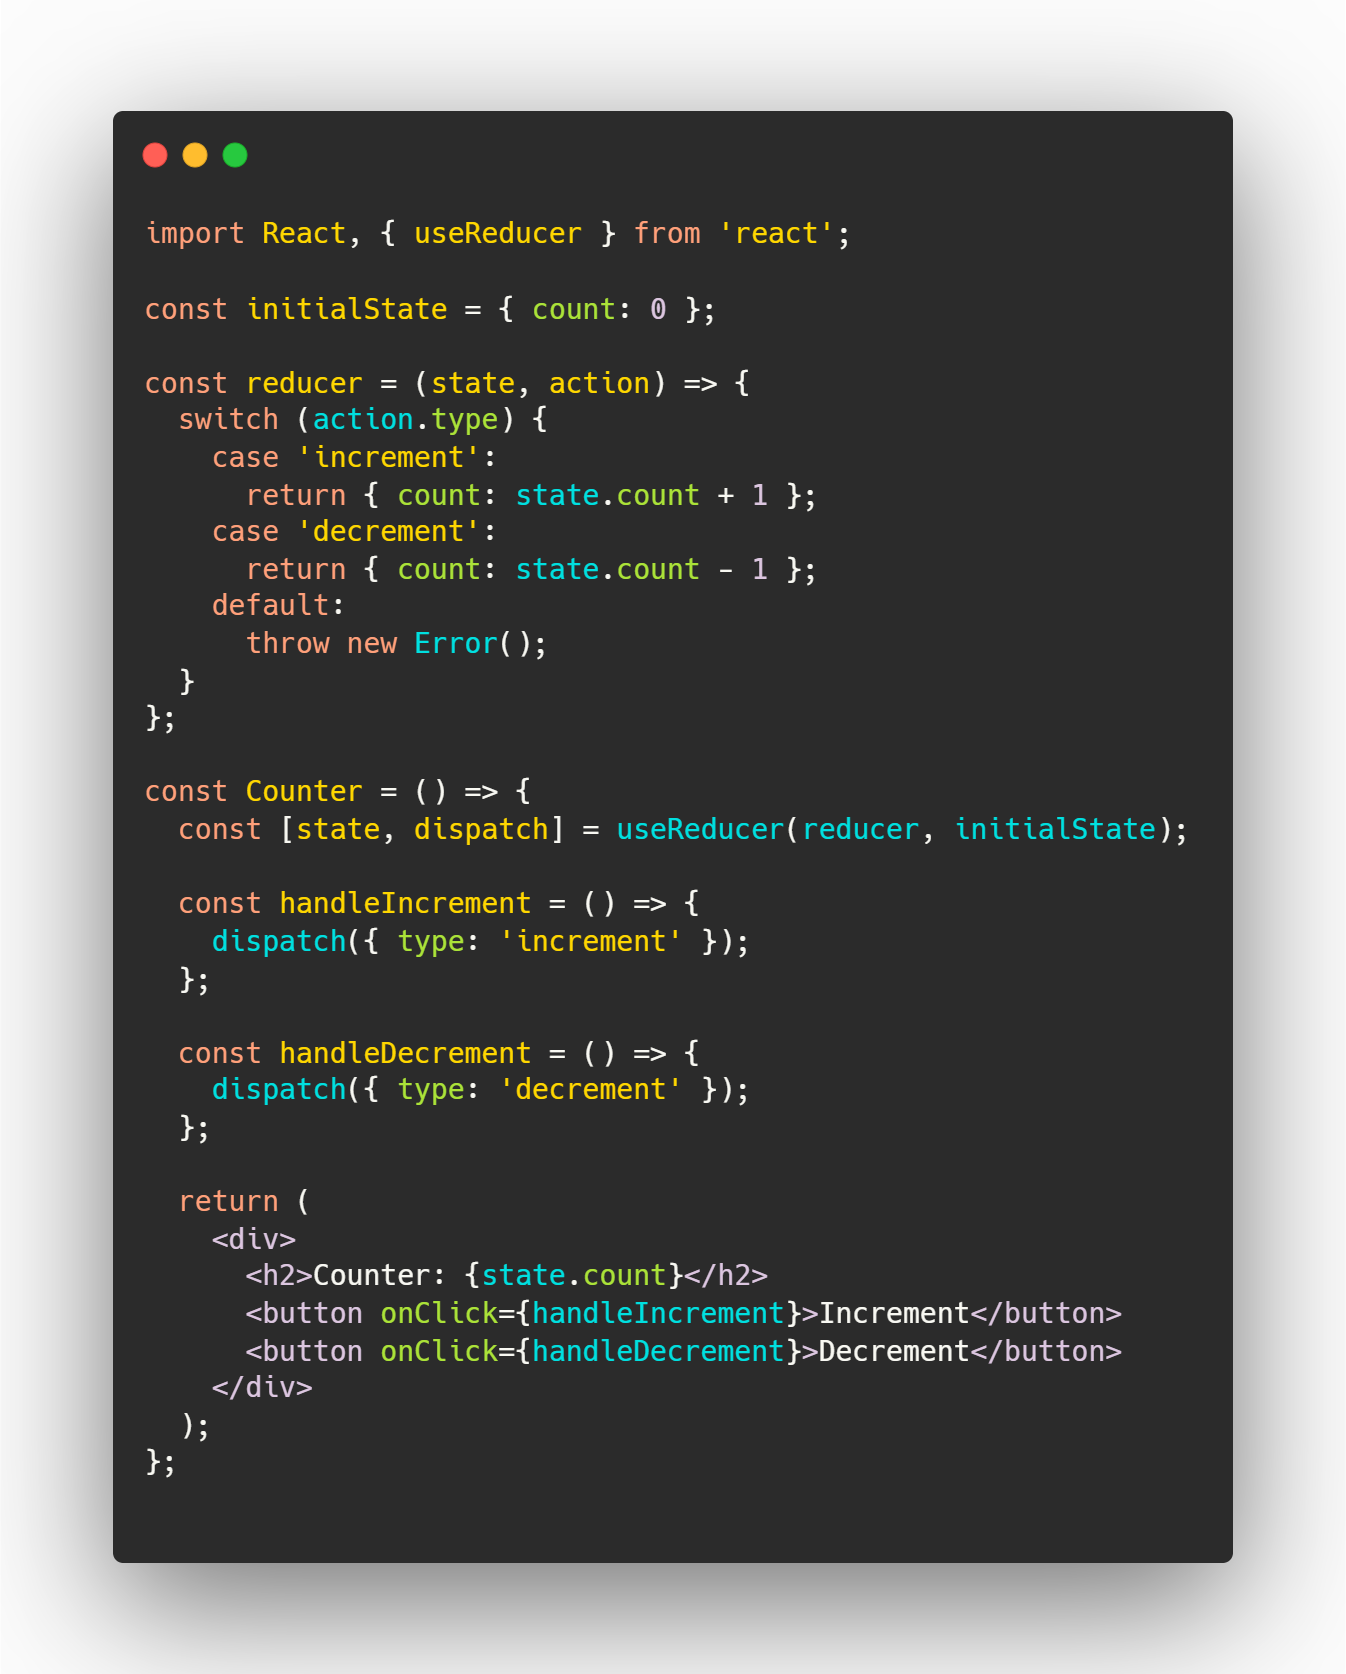 import React, { useReducer } from 'react';

const initialState = { count: 0 };

const reducer = (state, action) => {
  switch (action.type) {
    case 'increment':
      return { count: state.count + 1 };
    case 'decrement':
      return { count: state.count - 1 };
    default:
      throw new Error();
  }
};

const Counter = () => {
  const [state, dispatch] = useReducer(reducer, initialState);

  const handleIncrement = () => {
    dispatch({ type: 'increment' });
  };

  const handleDecrement = () => {
    dispatch({ type: 'decrement' });
  };

  return (
    <div>
      <h2>Counter: {state.count}</h2>
      <button onClick={handleIncrement}>Increment</button>
      <button onClick={handleDecrement}>Decrement</button>
    </div>
  );
};